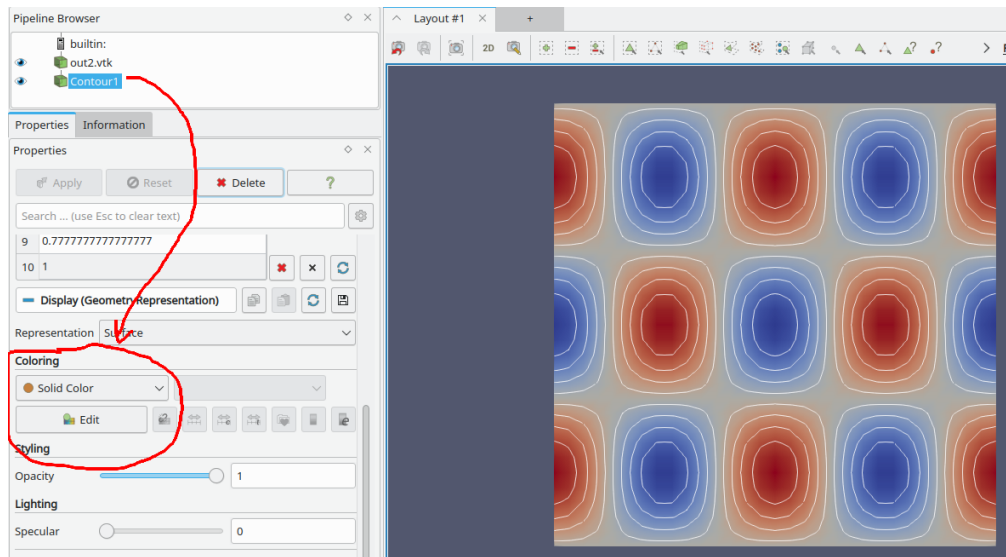 Pipeline Browser
builtin:
out2.vtk
Contour1
Properties Information
Properties
Apply Reset Delete ?
Search ... (use Esc to clear text)
9 0.7777777777777777
10 1
Display (Geometry Representation)
Representation Surface
Coloring
Solid Color
Edit
Styling
Opacity 1
Lighting
Specular 0
Layout #1 × +
2D